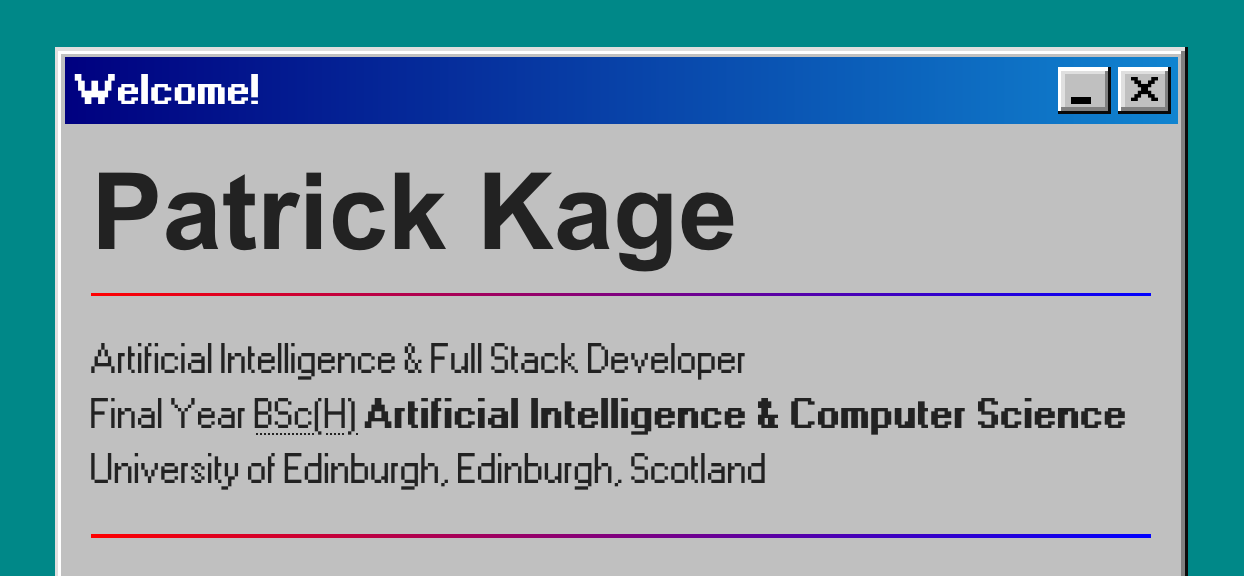 Welcome!
Patrick Kage
Artificial Intelligence & Full Stack Developer
Final Year BSc(H) Artificial Intelligence & Computer Science
University of Edinburgh, Edinburgh, Scotland